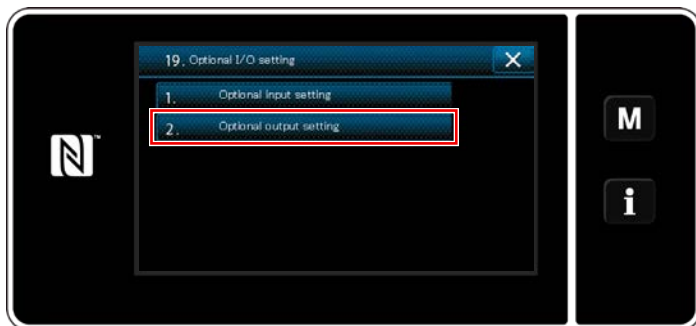 19. Optional I/O setting
1. Optional input setting
2. Optional output setting
M
i